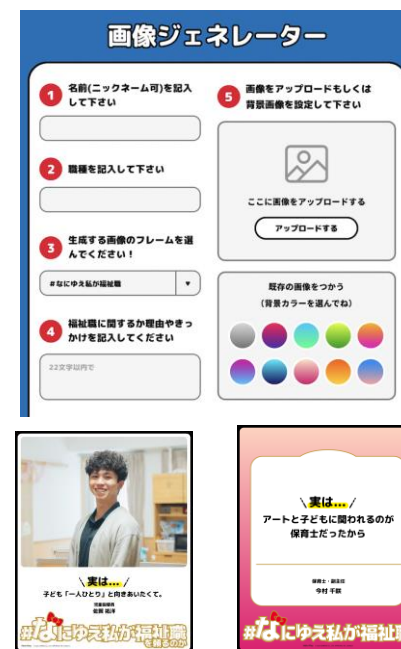 画像ジェネレーター
1
名前(ニックネーム可)を記入
して下さい
2
職種を記入して下さい
3
生成する画像のフレームを選
んでください！
#なにゆえ私が福祉職
▼
4
福祉職に関するか理由やきっ
かけを記入してください
22文字以内で
5
画像をアップロードもしくは
背景画像を設定して下さい
ここに画像をアップロードする
アップロードする
既存の画像をつかう
(背景カラーを選んでね)
\ 実は... /
子ども「一人ひとり」と向きあいたくて。
児童指導員
#なにゆえ私が福祉職
を頼るのか
\ 実は... /
アートと子どもに関われるのが
保育士だったから
保育士・副主任
今村 千咲
#なにゆえ私が福祉職